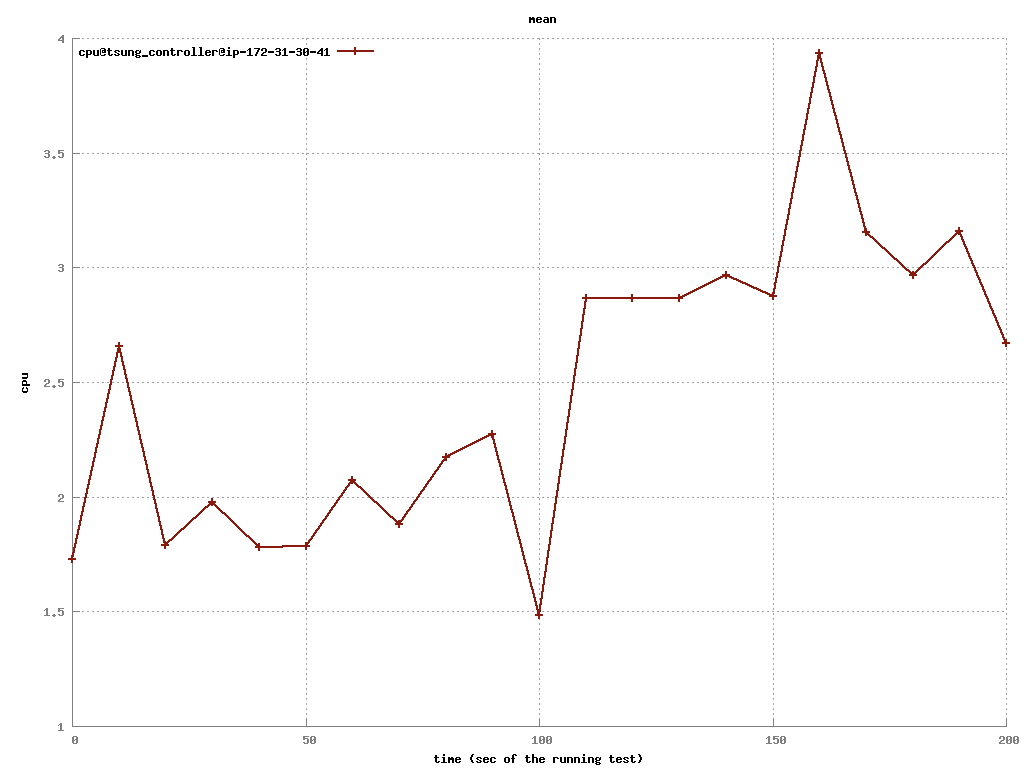 mean
cpu@tsung_controller@ip-172-31-30-41
4
3.5
3
2.5
2
1.5
1
cpu
0 50 100 150 200
time (sec of the running test)